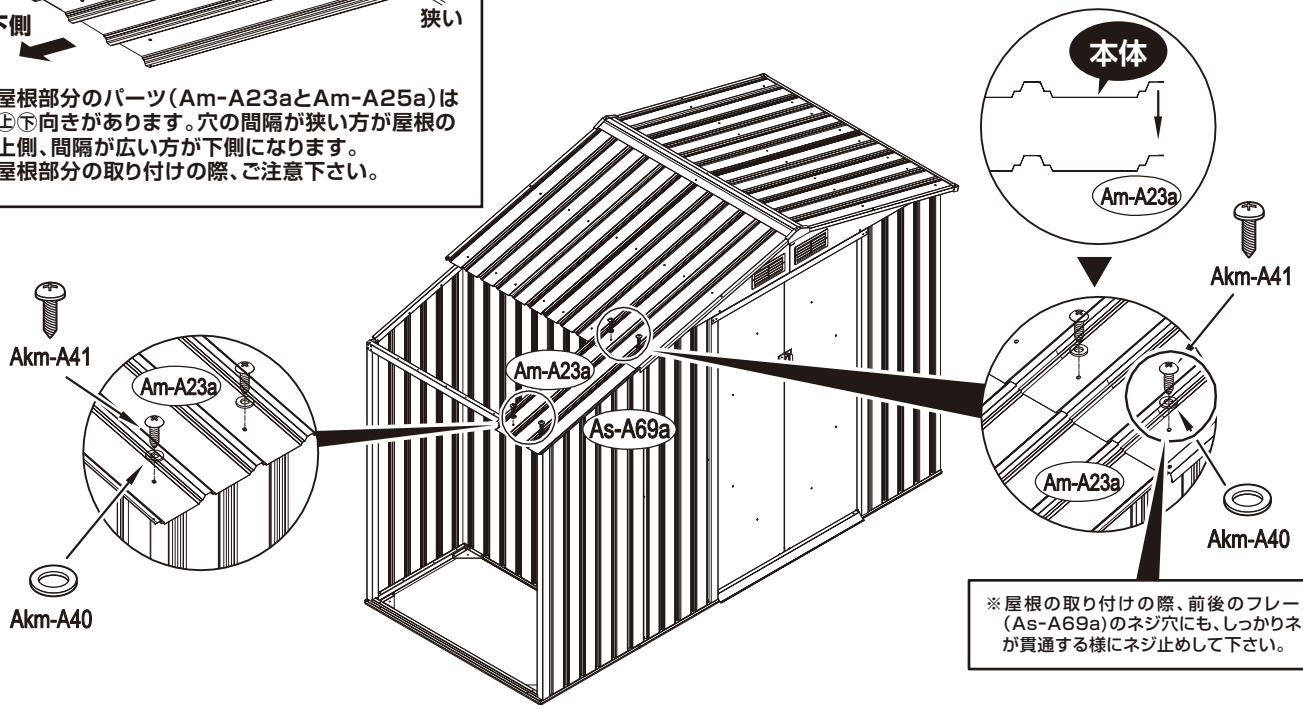 下側
狭い
屋根部分のパーツ(Am-A23aとAm-A25a)は
㊤㊦向きがあります。穴の間隔が狭い方が屋根の
上側、間隔が広い方が下側になります。
屋根部分の取り付けの際、ご注意下さい。
本体
Am-A23a
Akm-A41
Akm-A41
Am-A23a
Am-A23a
As-A69a
Am-A23a
Akm-A40
Akm-A40
※屋根の取り付けの際、前後のフレー
(As-A69a)のネジ穴にも、しっかりネ
が貫通する様にネジ止めして下さい。